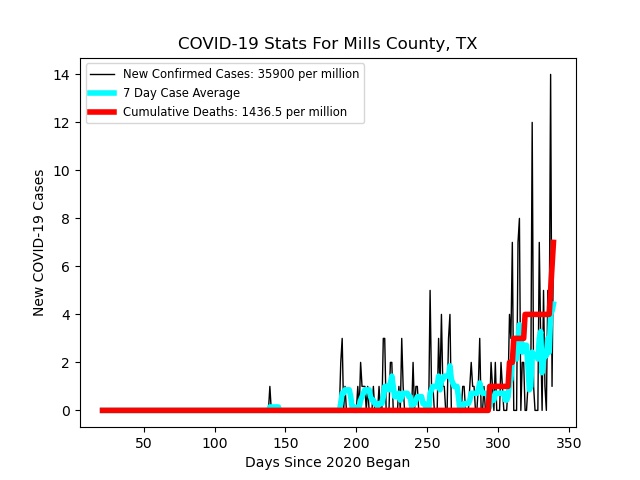 COVID-19 Stats For Mills County, TX
New Confirmed Cases: 35900 per million
7 Day Case Average
Cumulative Deaths: 1436.5 per million
New COVID-19 Cases
14
12
10
8
6
4
2
0
50 100 150 200 250 300 350
Days Since 2020 Began